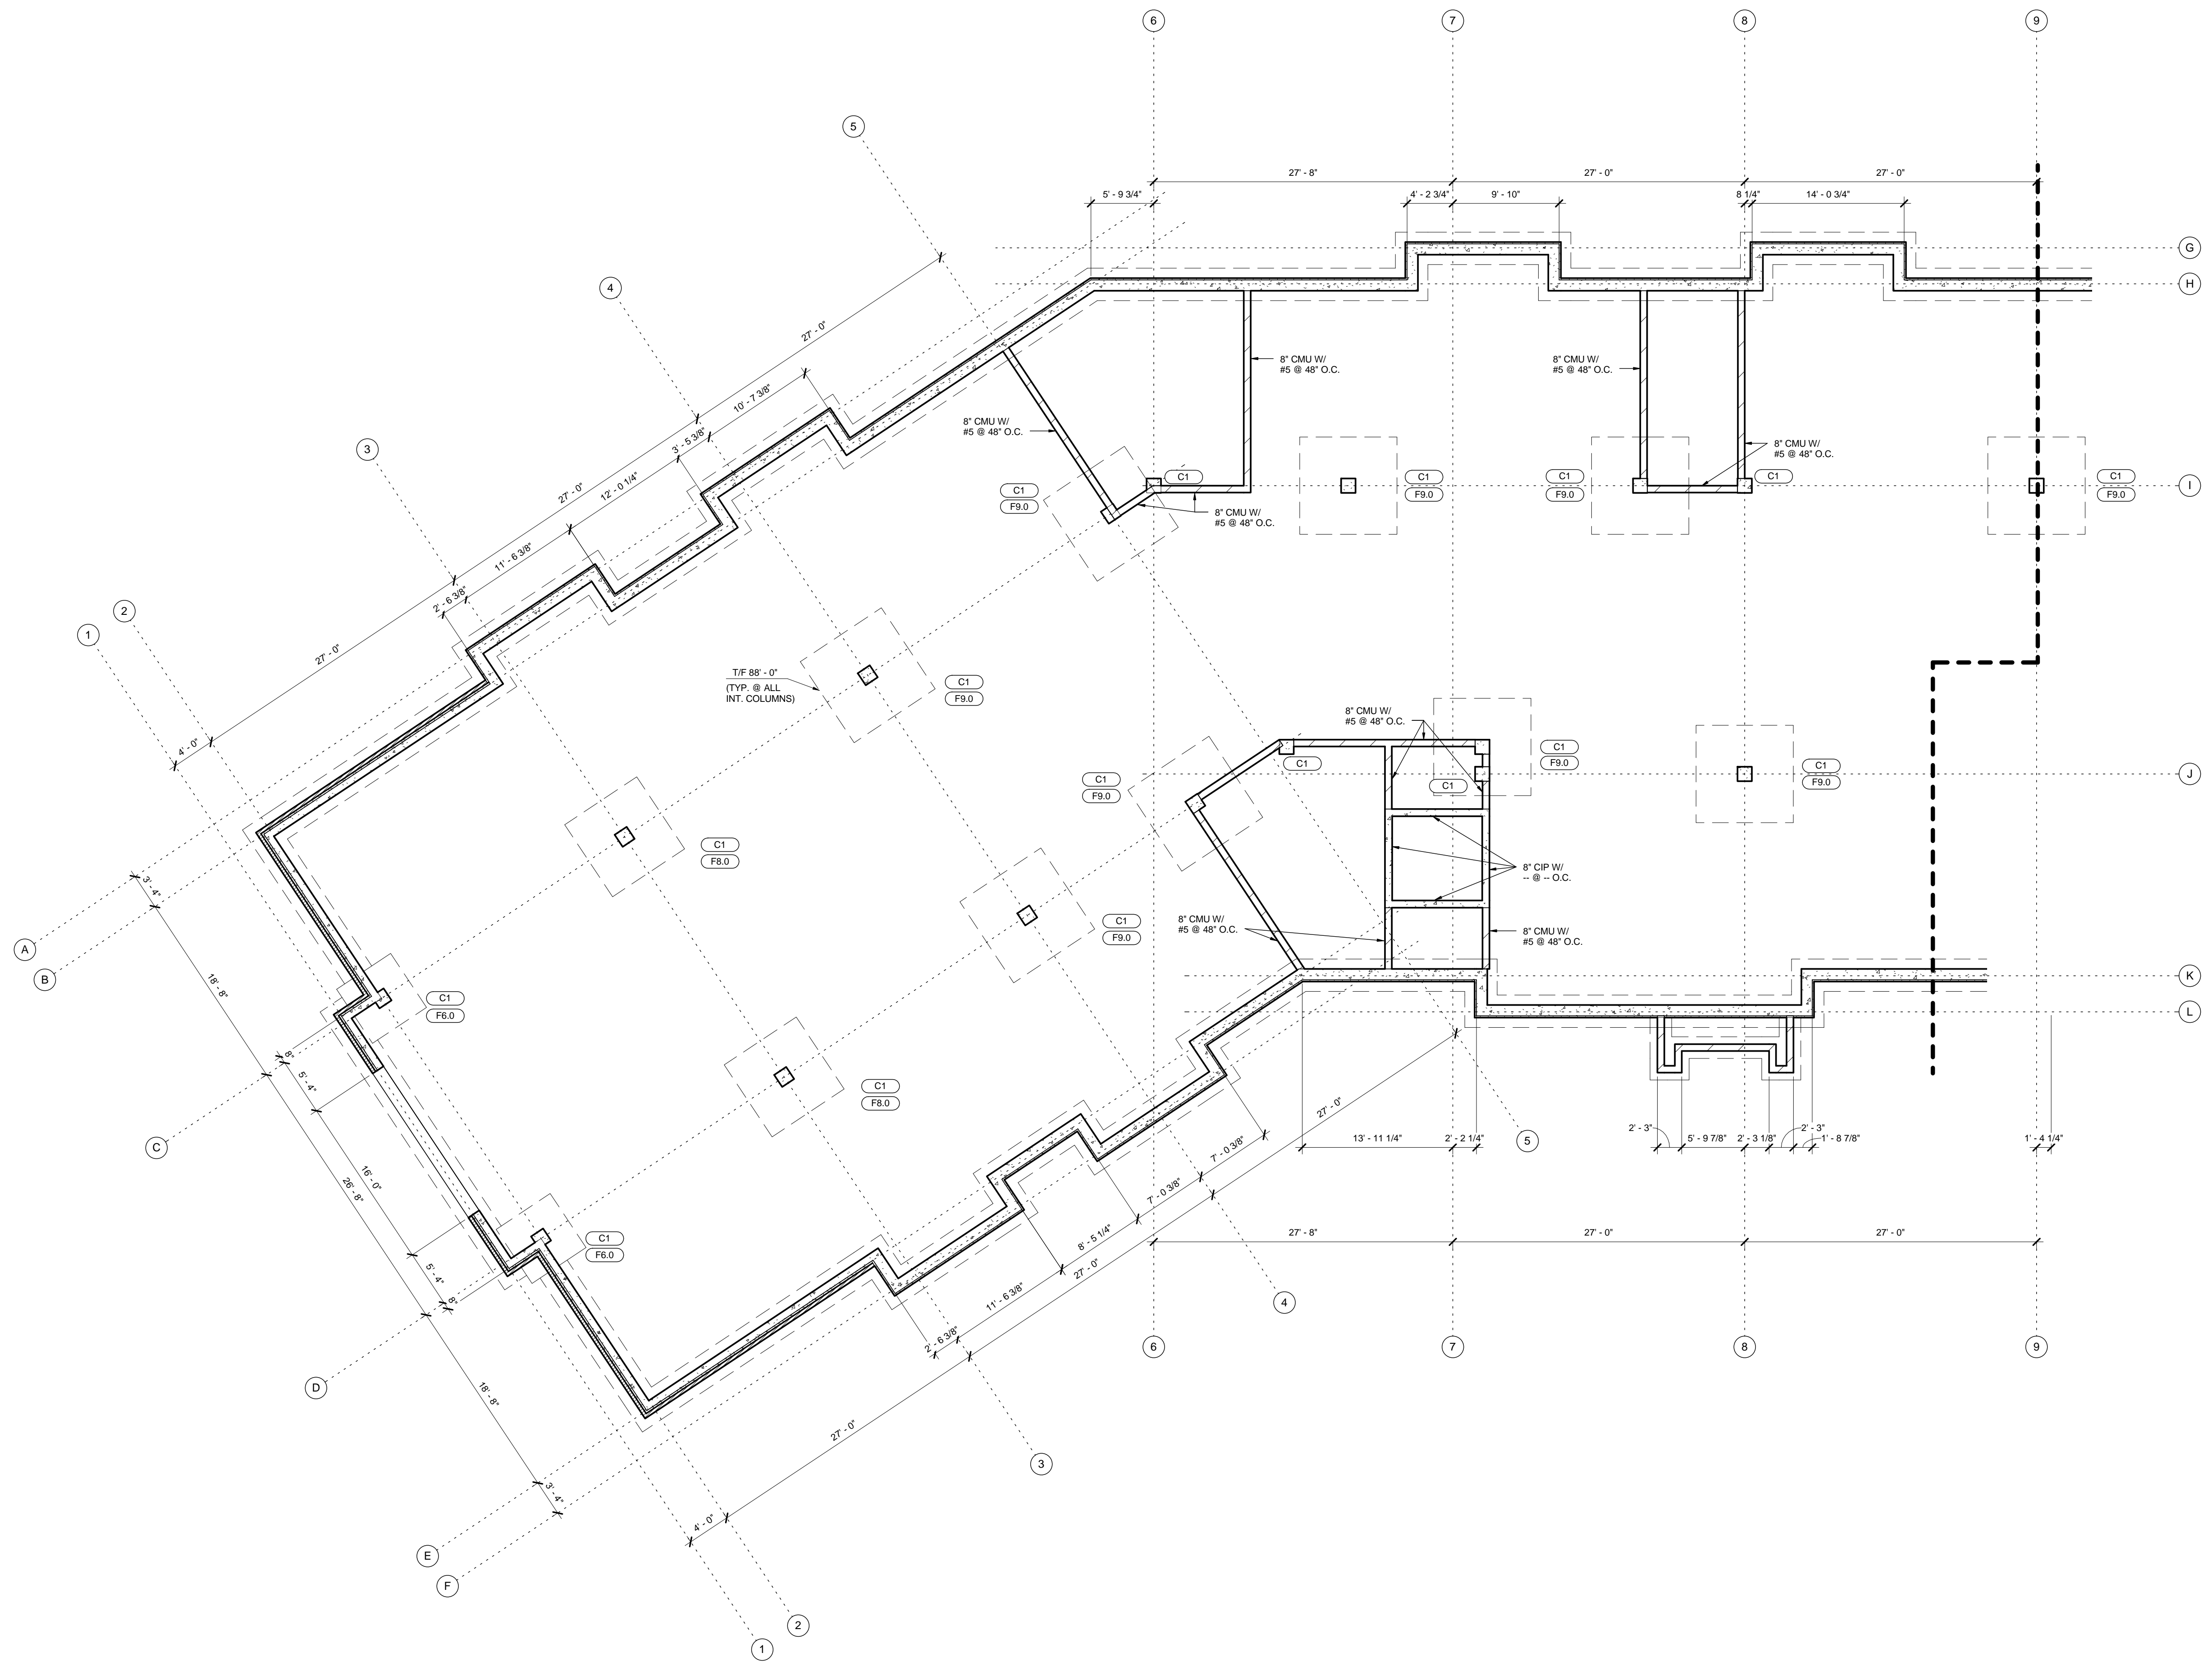 6
7
8
9
5
27' - 8"
27' - 0"
27' - 0"
5' - 9 3/4"
4' - 2 3/4"
9' - 10"
8 1/4"
14' - 0 3/4"
G
H
4
27' - 0"
10' - 7 3/8"
3' - 5 3/8"
3
27' - 0"
12' - 0 1/4"
11' - 6 3/8"
2' - 6 3/8"
2
1
27' - 0"
4' - 0"
8" CMU W/
#5 @ 48" O.C.
8" CMU W/
#5 @ 48" O.C.
8" CMU W/
#5 @ 48" O.C.
8" CMU W/
#5 @ 48" O.C.
C1
F9.0
C1
8" CMU W/
#5 @ 48" O.C.
C1
F9.0
C1
F9.0
C1
C1
F9.0
I
T/F 88' - 0"
(TYP. @ ALL
INT. COLUMNS)
C1
F9.0
8" CMU W/
#5 @ 48" O.C.
C1
F9.0
C1
C1
F9.0
C1
C1
F9.0
J
C1
F8.0
8" CIP W/
-- @ -- O.C.
8" CMU W/
#5 @ 48" O.C.
8" CMU W/
#5 @ 48" O.C.
C1
F9.0
A
B
3' - 4"
18' - 8"
C1
F6.0
K
L
C
8"
5' - 4"
16' - 0"
26' - 8"
5' - 4"
8"
C1
F8.0
C1
F6.0
D
18' - 8"
3' - 4"
E
F
27' - 0"
7' - 0 3/8"
7' - 0 3/8"
8' - 5 1/4"
27' - 0"
11' - 6 3/8"
2' - 6 3/8"
27' - 0"
4' - 0"
13' - 11 1/4"
2' - 2 1/4"
5
2' - 3"
5' - 9 7/8"
2' - 3 1/8"
2' - 3"
1' - 8 7/8"
1' - 4 1/4"
27' - 8"
27' - 0"
27' - 0"
4
6
7
8
9
3
2
1